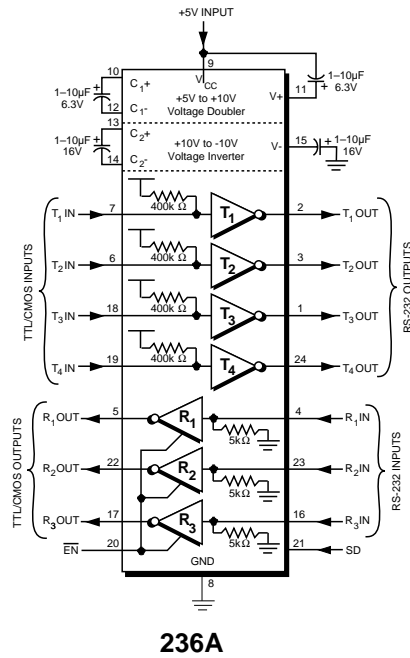 +5V INPUT
9
VCC
10
C1+
1–10µF
6.3V
12
C1-
+5V to +10V
Voltage Doubler
V+
11
1–10µF
6.3V
13
C2+
1–10µF
16V
14
C2-
+10V to -10V
Voltage Inverter
V-
15
1–10µF
16V
TTL/CMOS INPUTS
T1 IN
7
400k Ω
T1
2
T1 OUT
T2 IN
6
400k Ω
T2
3
T2 OUT
T3 IN
18
400k Ω
T3
1
T3 OUT
T4 IN
19
400k Ω
T4
24
T4 OUT
RS-232 OUTPUTS
TTL/CMOS OUTPUTS
R1 OUT
5
R1
5kΩ
4
R1 IN
R2 OUT
22
R2
5kΩ
23
R2 IN
R3 OUT
17
R3
5kΩ
16
R3 IN
RS-232 INPUTS
EN
20
21
SD
GND
8
236A